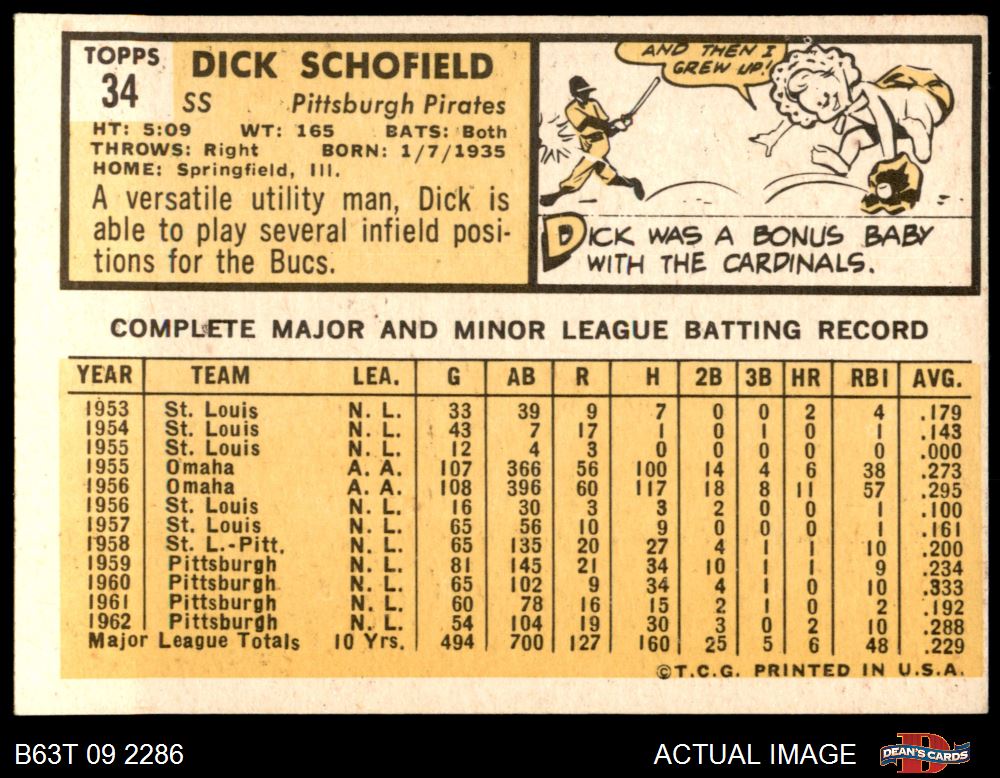 TOPPS
34
DICK SCHOFIELD
SS Pittsburgh Pirates
HT: 5:09 WT: 165 BATS: Both
THROWS: Right BORN: 1/7/1935
HOME: Springfield, Ill.
A versatile utility man, Dick is
able to play several infield posi-
tions for the Bucs.
AND THEN I
GREW UP!
DICK WAS A BONUS BABY
WITH THE CARDINALS.
COMPLETE MAJOR AND MINOR LEAGUE BATTING RECORD
YEAR TEAM LEA. G AB R H 2B 3B HR RBI AVG.
1953 St. Louis N. L. 33 39 9 7 0 0 2 4 .179
1954 St. Louis N. L. 43 7 17 1 0 1 0 1 .143
1955 St. Louis N. L. 12 4 3 0 0 0 0 0 .000
1955 Omaha A. A. 107 366 56 100 14 4 6 38 .273
1956 Omaha A. A. 108 396 60 117 18 8 11 57 .295
1956 St. Louis N. L. 16 30 3 3 2 0 0 1 .100
1957 St. Louis N. L. 65 56 10 9 0 0 0 1 .161
1958 St. L.-Pitt. N. L. 65 135 20 27 4 1 1 10 .200
1959 Pittsburgh N. L. 81 145 21 34 10 1 1 9 .234
1960 Pittsburgh N. L. 65 102 9 34 4 1 0 10 .333
1961 Pittsburgh N. L. 60 78 16 15 2 1 0 2 .192
1962 Pittsburgh N. L. 54 104 19 30 3 0 2 10 .288
Major League Totals 10 Yrs. 494 700 127 160 25 5 6 48 .229
©T.C.G. PRINTED IN U.S.A.
B63T 09 2286 ACTUAL IMAGE DEAN'S CARDS